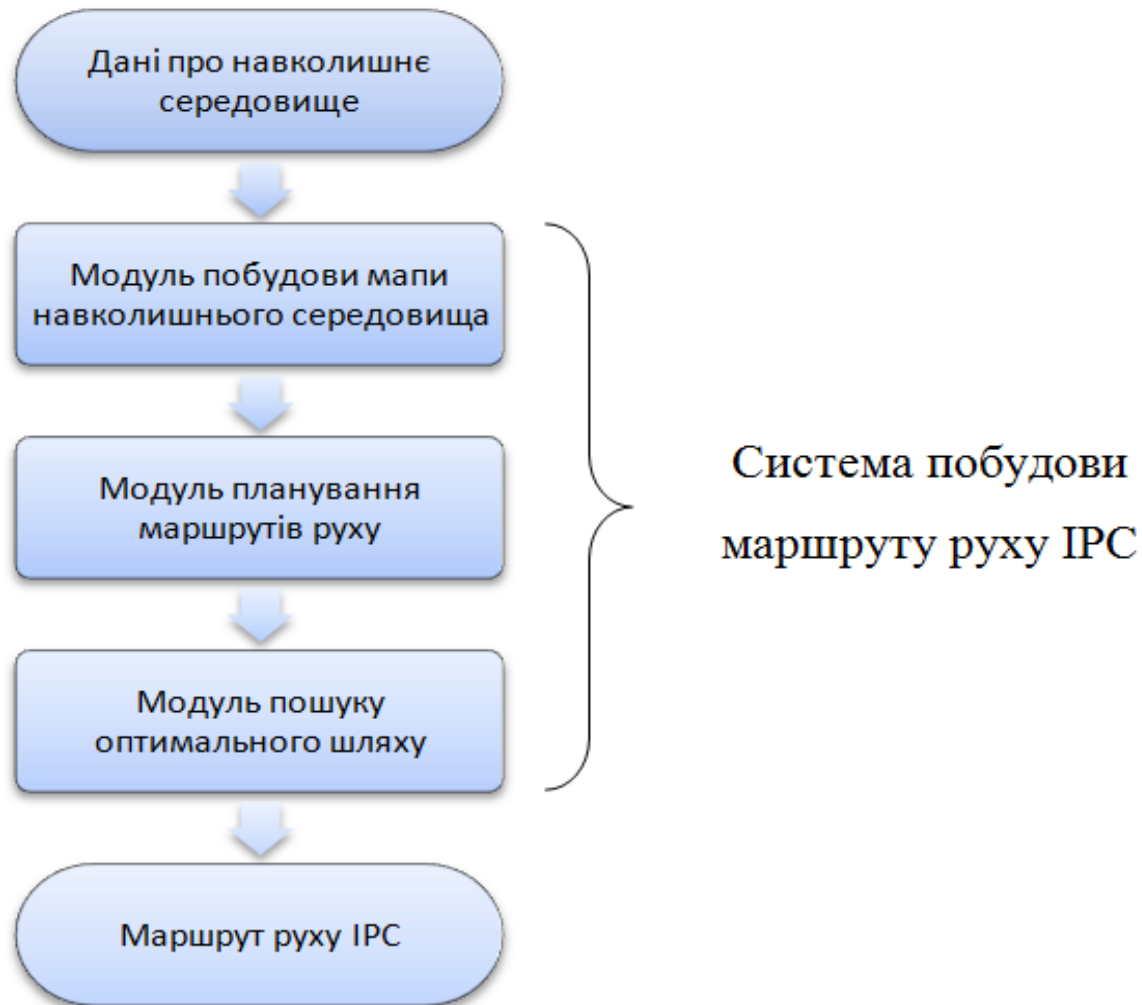 Дані про навколишнє
середовище
Модуль побудови мапи
навколишнього середовища
Модуль планування
маршрутів руху
Модуль пошуку
оптимального шляху
Маршрут руху ІРС
Система побудови
маршруту руху ІРС